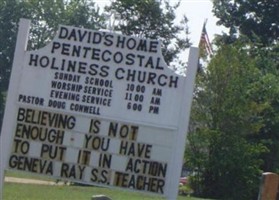 DAVID'S HOME
PENTECOSTAL
HOLINESS CHURCH
SUNDAY SCHOOL 10:00 AM
WORSHIP SERVICE 11:00 AM
EVENING SERVICE 6:00 PM
PASTOR DOUG CONWELL
BELIEVING IS NOT
ENOUGH YOU HAVE
TO PUT IT IN ACTION
GENEVA RAY S.S. TEACHER